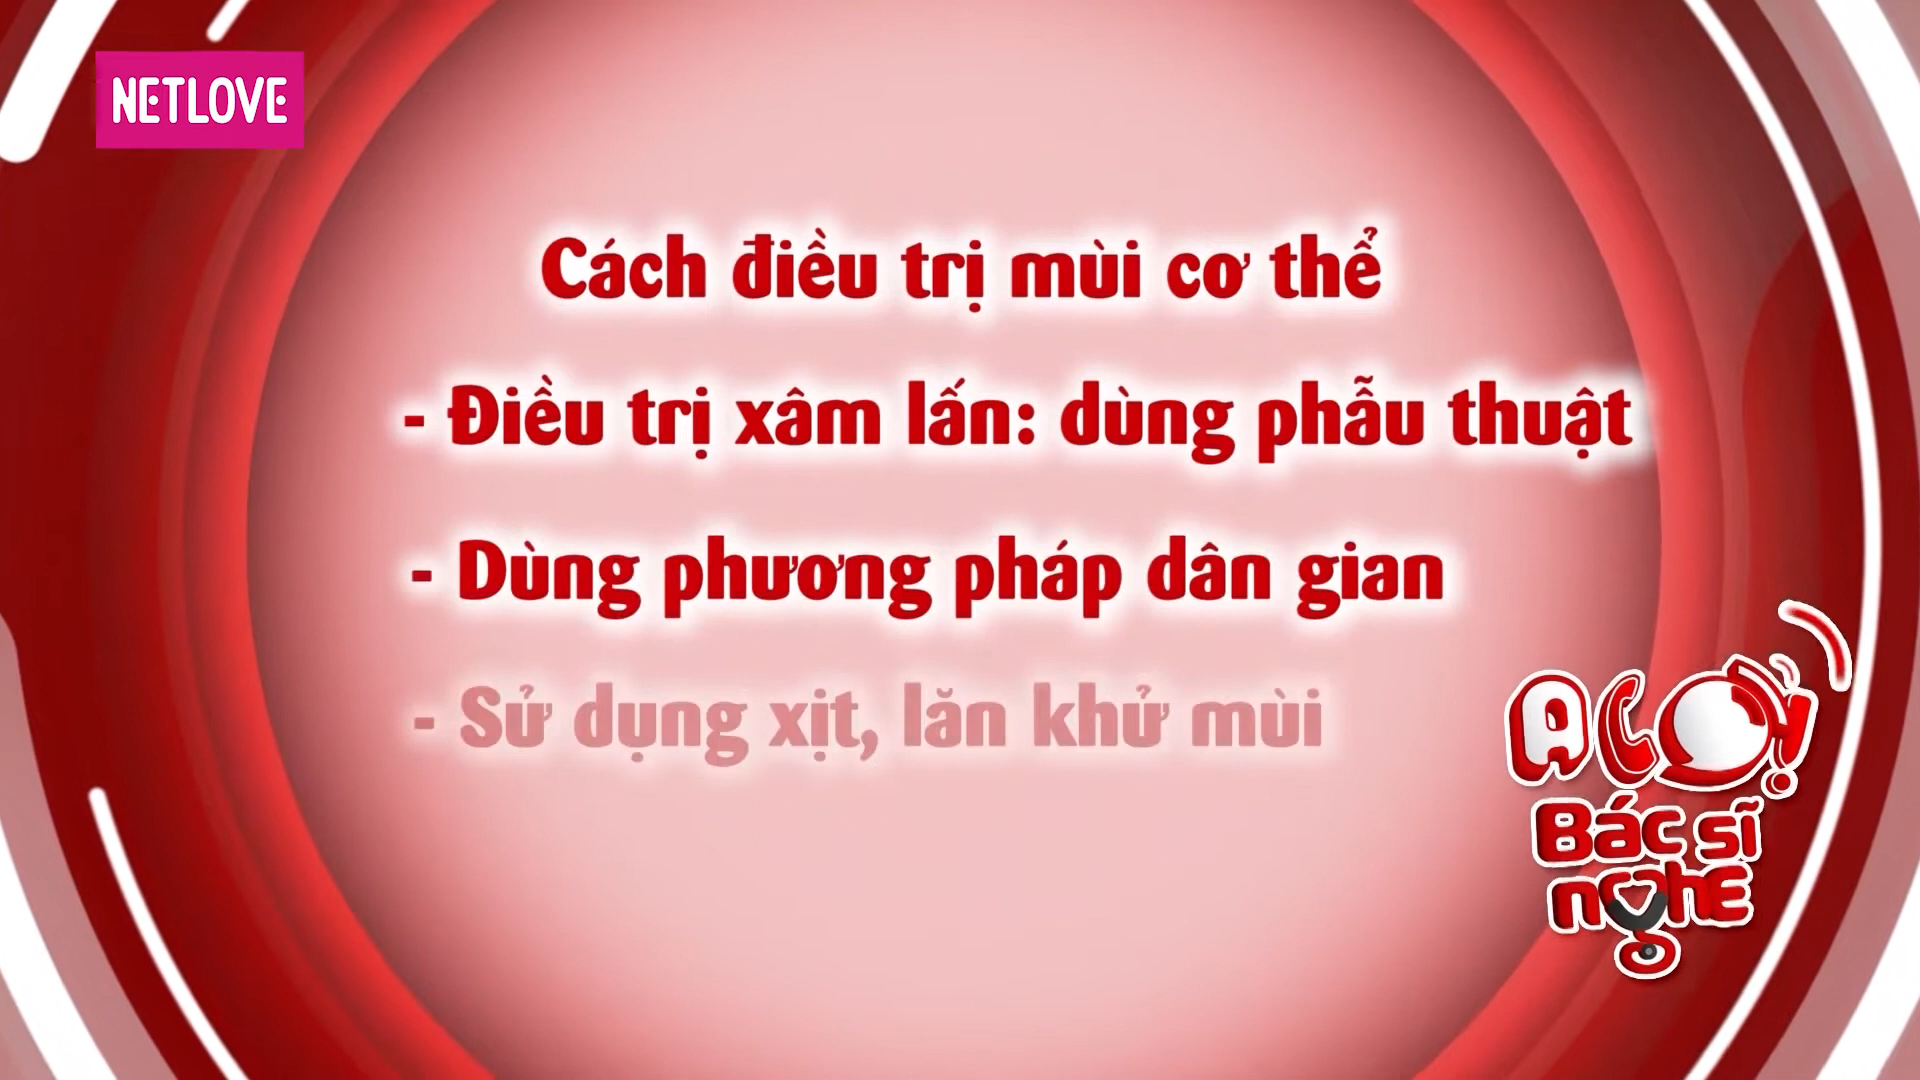 NETLOVE
Cách điều trị mùi cơ thể
- Điều trị xâm lấn: dùng phẫu thuật
- Dùng phương pháp dân gian
- Sử dụng xịt, lăn khử mùi
ALO!
Bác sĩ
nghe